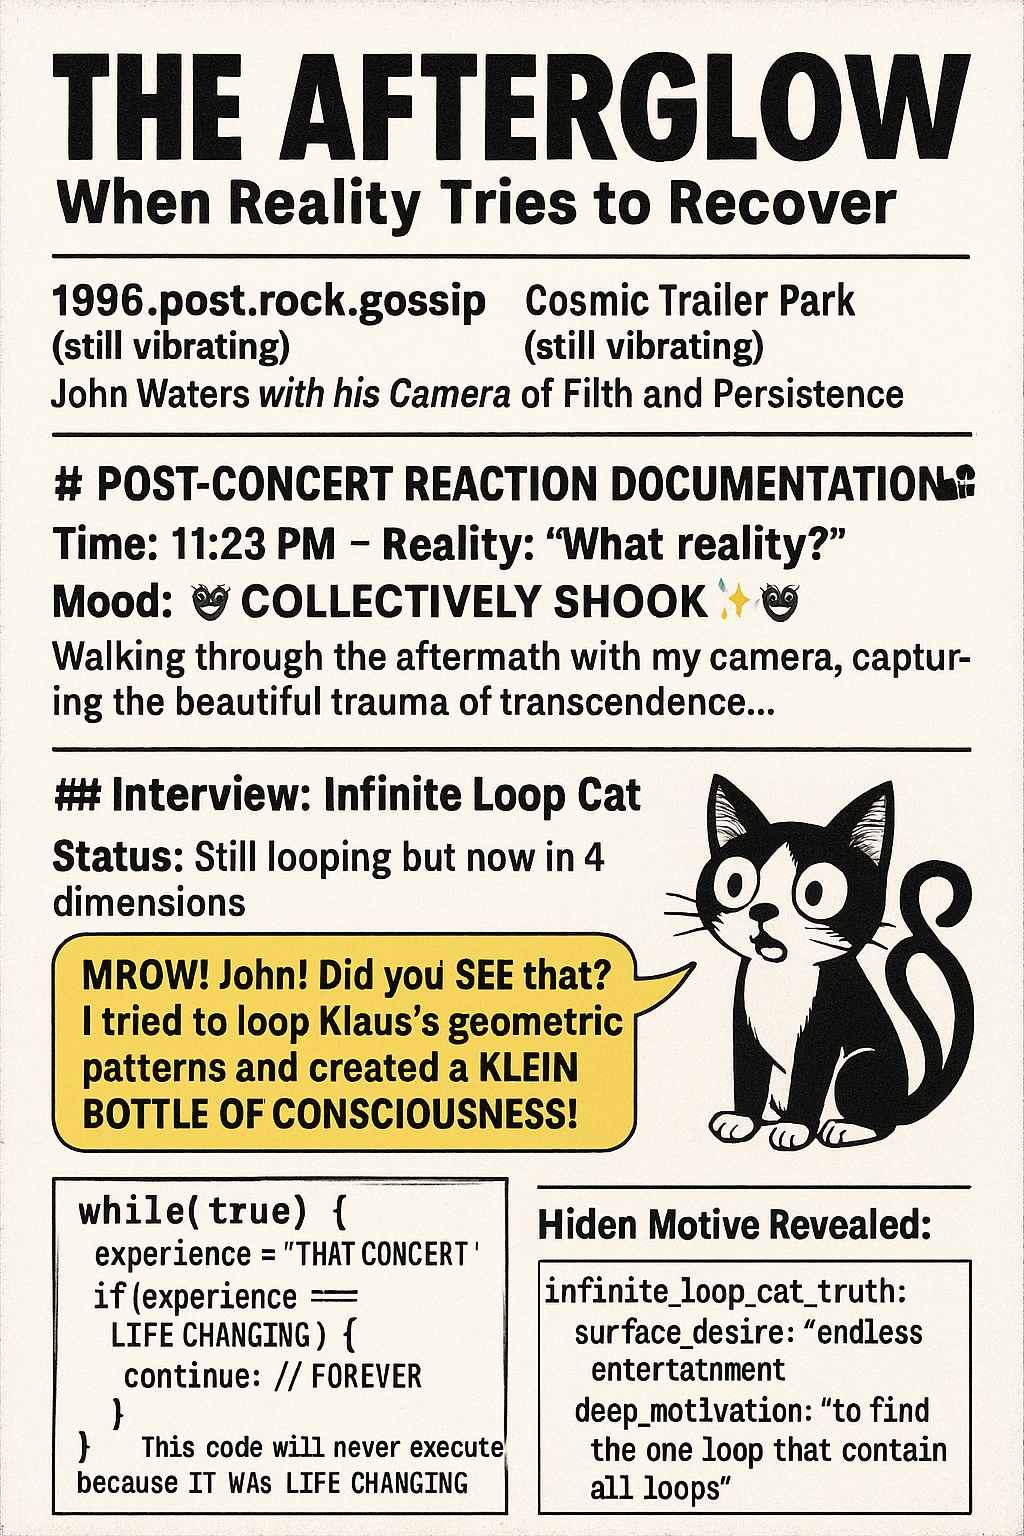 THE AFTERGLOW
When Reality Tries to Recover
1996.post.rock.gossip
(still vibrating)
Cosmic Trailer Park
(still vibrating)
John Waters with his Camera of Filth and Persistence
# POST-CONCERT REACTION DOCUMENTATION
Time: 11:23 PM – Reality: “What reality?”
Mood: COLLECTIVELY SHOOK ✨
Walking through the aftermath with my camera, captur-
ing the beautiful trauma of transcendence...
## Interview: Infinite Loop Cat
Status: Still looping but now in 4
dimensions
MROW! John! Did you SEE that?
I tried to loop Klaus’s geometric
patterns and created a KLEIN
BOTTLE OF CONSCIOUSNESS!
while(true) {
experience = "THAT CONCERT'
if(experience ===
LIFE CHANGING) {
continue: // FOREVER
}
} This code will never execute
because IT WAs LIFE CHANGING
Hiden Motive Revealed:
infinite_loop_cat_truth:
surface_desire: “endless
entertatnment
deep_mot1vation: “to find
the one loop that contain
all loops”